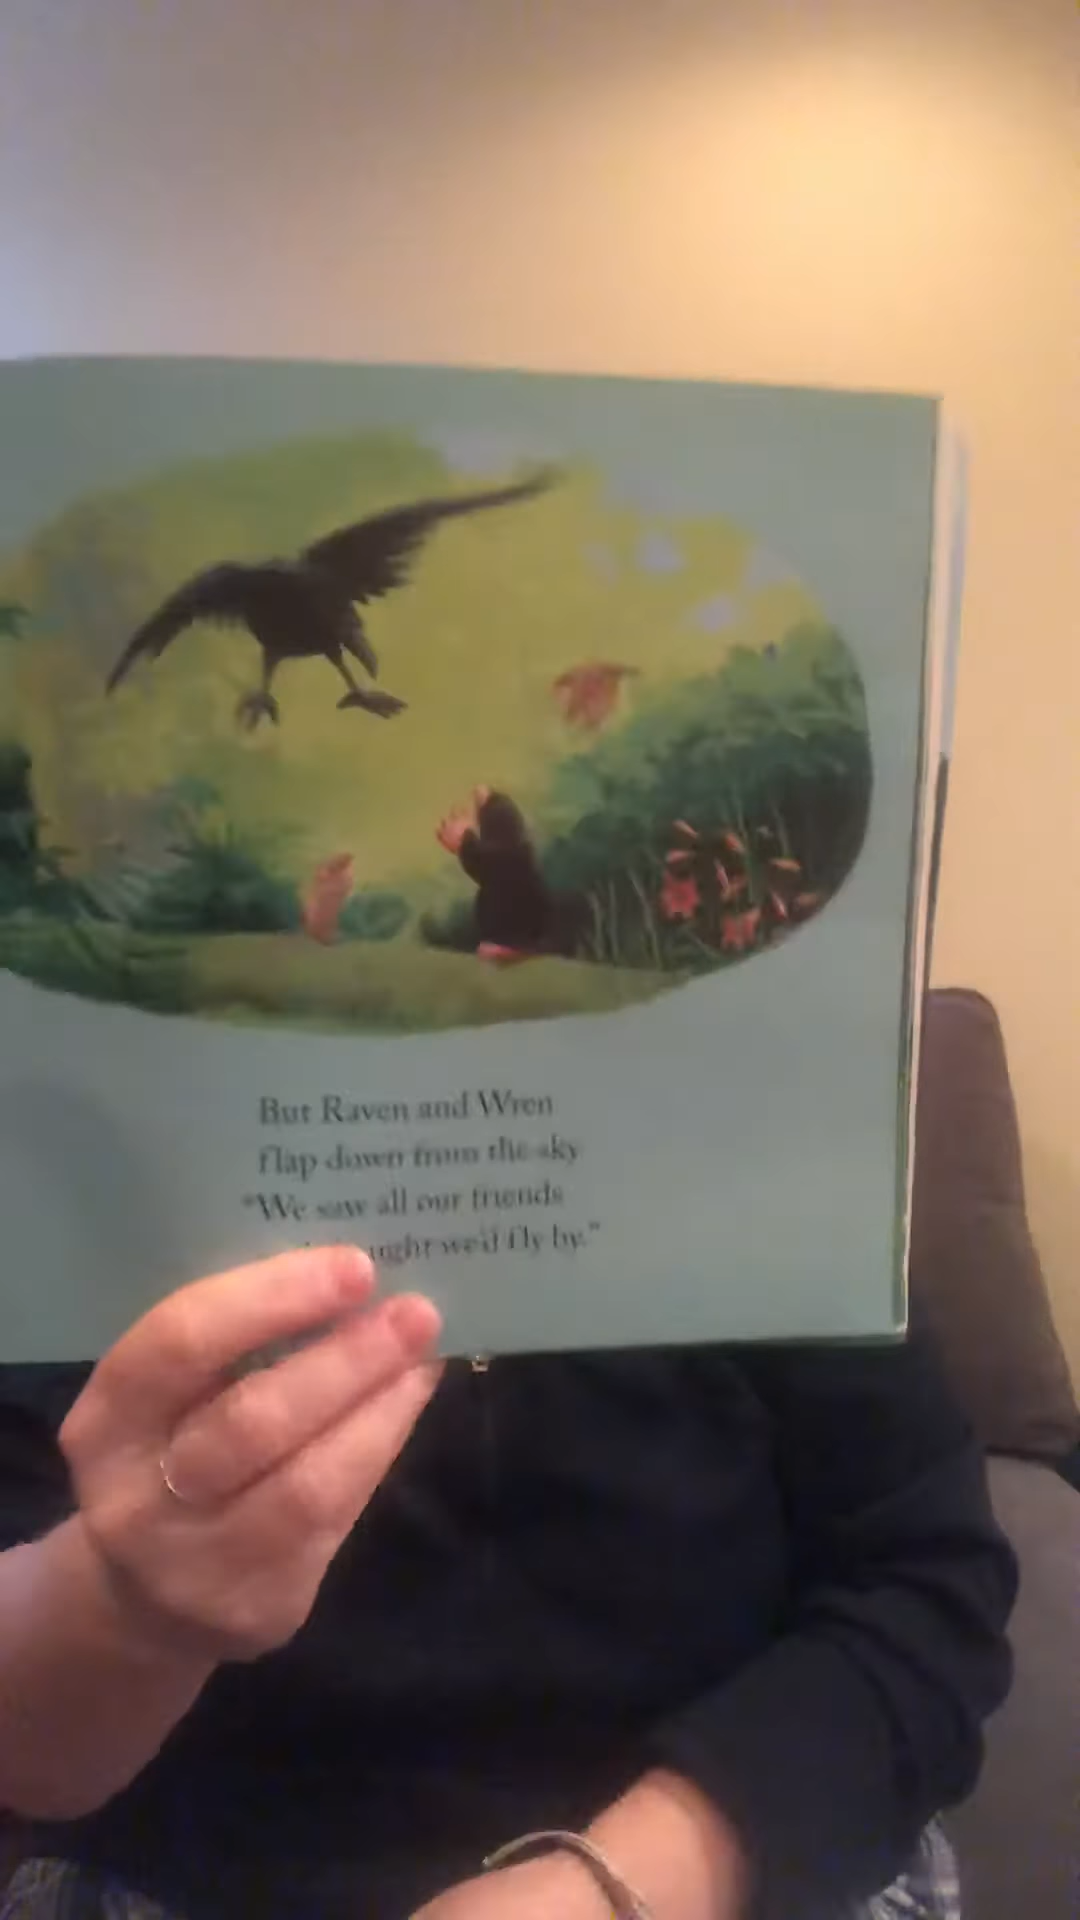 But Raven and Wren
flap down from the sky
"We saw all our friends
we'd fly by."